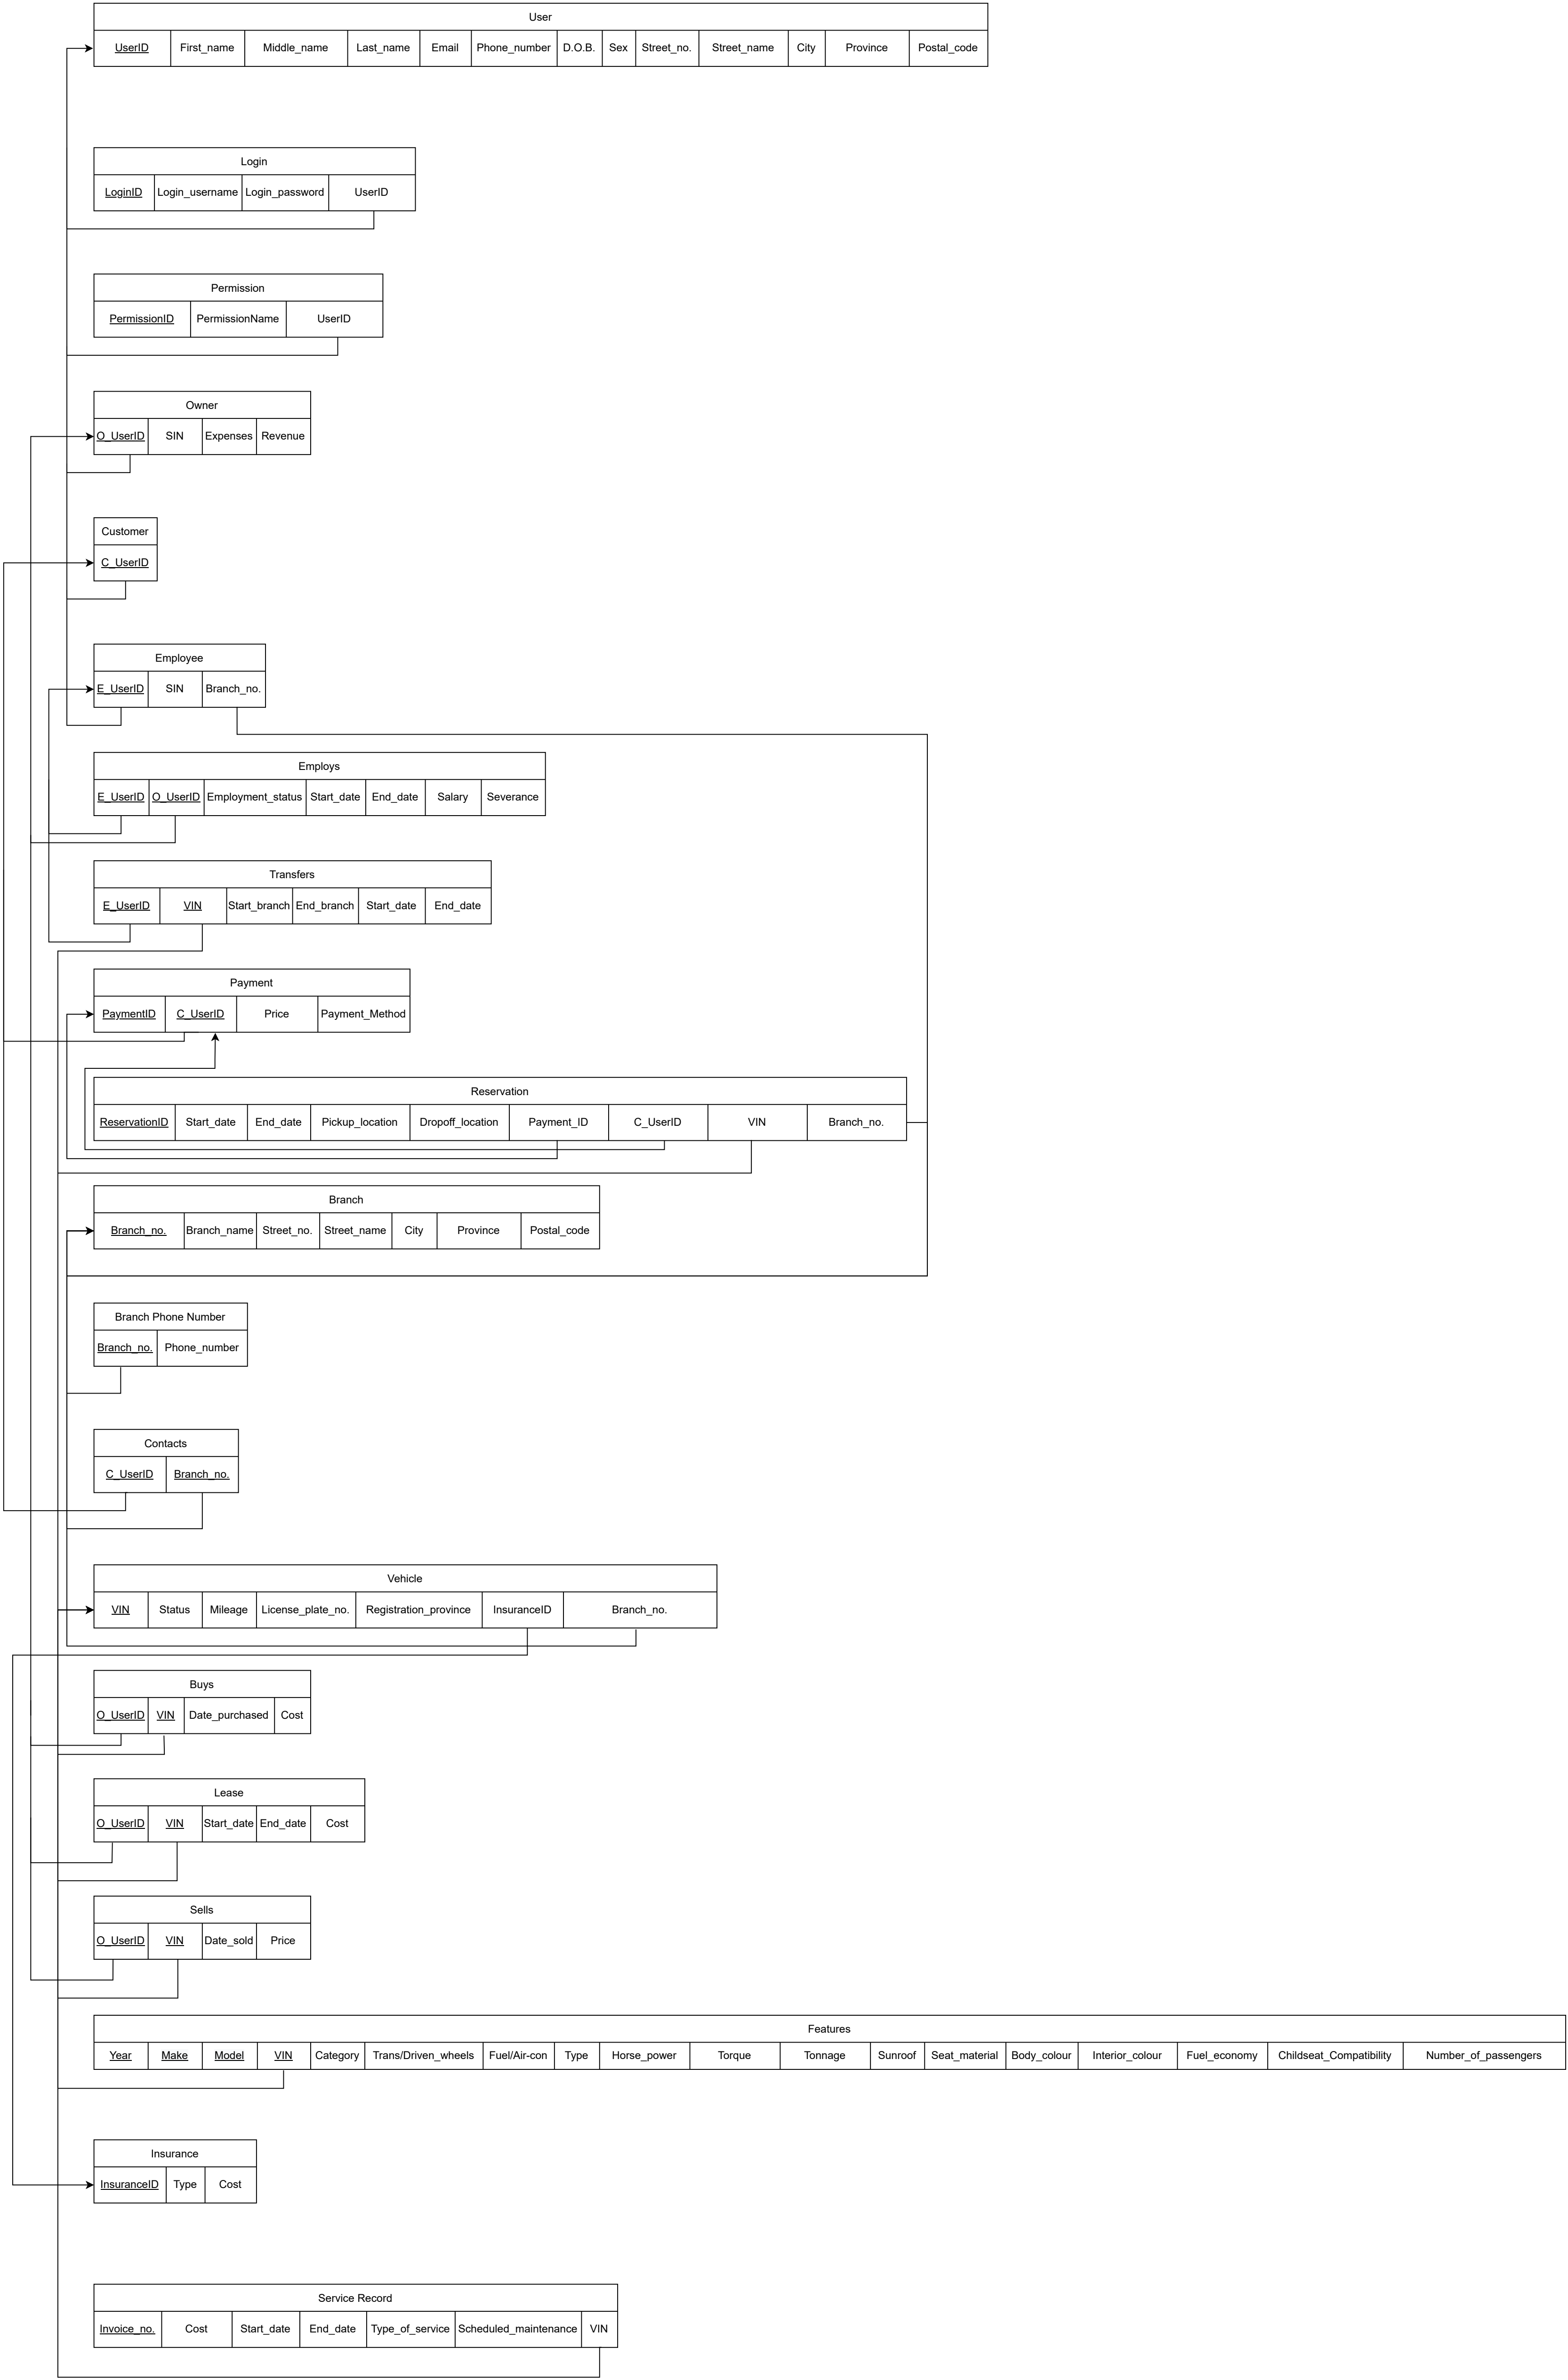 User
UserID First_name Middle_name Last_name Email Phone_number D.O.B. Sex Street_no. Street_name City Province Postal_code
Login
LoginID Login_username Login_password UserID
Permission
PermissionID PermissionName UserID
Owner
O_UserID SIN Expenses Revenue
Customer
C_UserID
Employee
E_UserID SIN Branch_no.
Employs
E_UserID O_UserID Employment_status Start_date End_date Salary Severance
Transfers
E_UserID VIN Start_branch End_branch Start_date End_date
Payment
PaymentID C_UserID Price Payment_Method
Reservation
ReservationID Start_date End_date Pickup_location Dropoff_location Payment_ID C_UserID VIN Branch_no.
Branch
Branch_no. Branch_name Street_no. Street_name City Province Postal_code
Branch Phone Number
Branch_no. Phone_number
Contacts
C_UserID Branch_no.
Vehicle
VIN Status Mileage License_plate_no. Registration_province InsuranceID Branch_no.
Buys
O_UserID VIN Date_purchased Cost
Lease
O_UserID VIN Start_date End_date Cost
Sells
O_UserID VIN Date_sold Price
Features
Year Make Model VIN Category Trans/Driven_wheels Fuel/Air-con Type Horse_power Torque Tonnage Sunroof Seat_material Body_colour Interior_colour Fuel_economy Childseat_Compatibility Number_of_passengers
Insurance
InsuranceID Type Cost
Service Record
Invoice_no. Cost Start_date End_date Type_of_service Scheduled_maintenance VIN